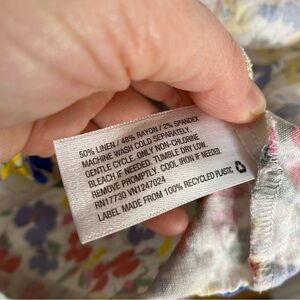 50% LINEN / 48% RAYON / 2% SPANDEX
MACHINE WASH COLD SEPARATELY.
GENTLE CYCLE. ONLY NON-CHLORINE
BLEACH IF NEEDED. TUMBLE DRY LOW.
REMOVE PROMPTLY. COOL IRON IF NEEDED.
RN17730 VN1247024
LABEL MADE FROM 100% RECYCLED PLASTIC